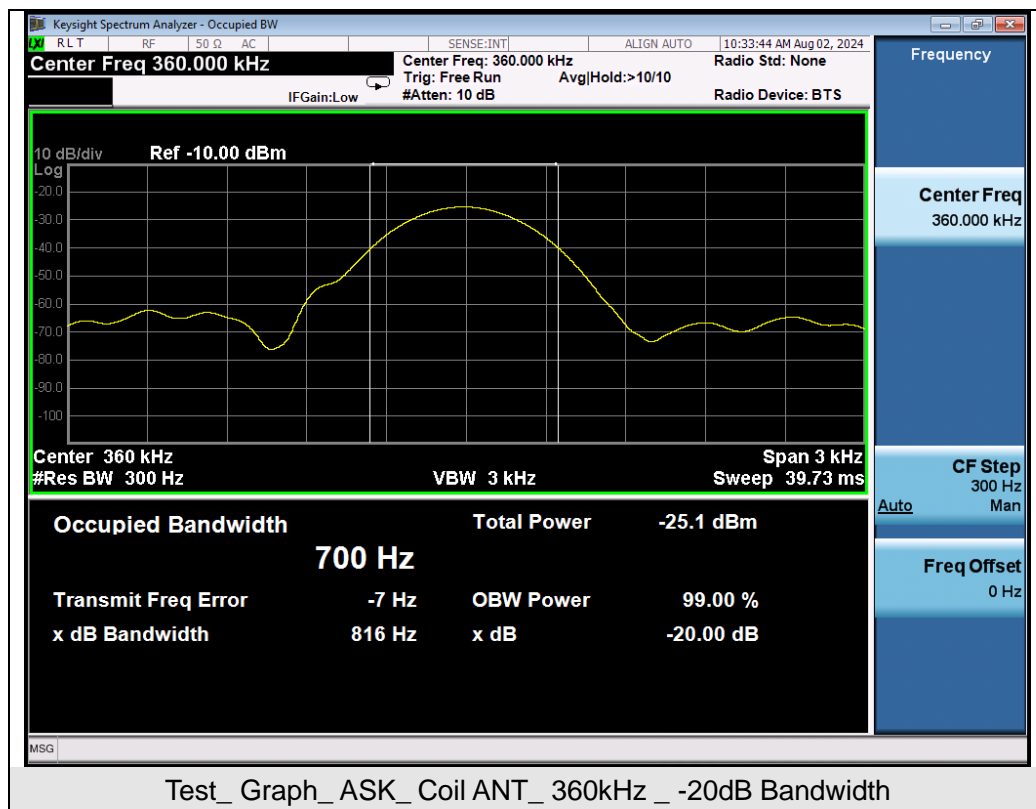 Keysight Spectrum Analyzer - Occupied BW
LXI RLT RF 50 Ω AC SENSE:INT ALIGN AUTO 10:33:44 AM Aug 02, 2024
Center Freq 360.000 kHz
Center Freq: 360.000 kHz Radio Std: None
Trig: Free Run Avg|Hold:>10/10
IFGain:Low #Atten: 10 dB Radio Device: BTS
10 dB/div Ref -10.00 dBm
Log
-20.0
-30.0
-40.0
-50.0
-60.0
-70.0
-80.0
-90.0
-100
Center 360 kHz Span 3 kHz
#Res BW 300 Hz VBW 3 kHz Sweep 39.73 ms
Occupied Bandwidth Total Power -25.1 dBm
700 Hz
Transmit Freq Error -7 Hz OBW Power 99.00 %
x dB Bandwidth 816 Hz x dB -20.00 dB
MSG
Frequency
Center Freq
360.000 kHz
CF Step
300 Hz
Auto Man
Freq Offset
0 Hz
Test_ Graph_ ASK_ Coil ANT_ 360kHz _ -20dB Bandwidth